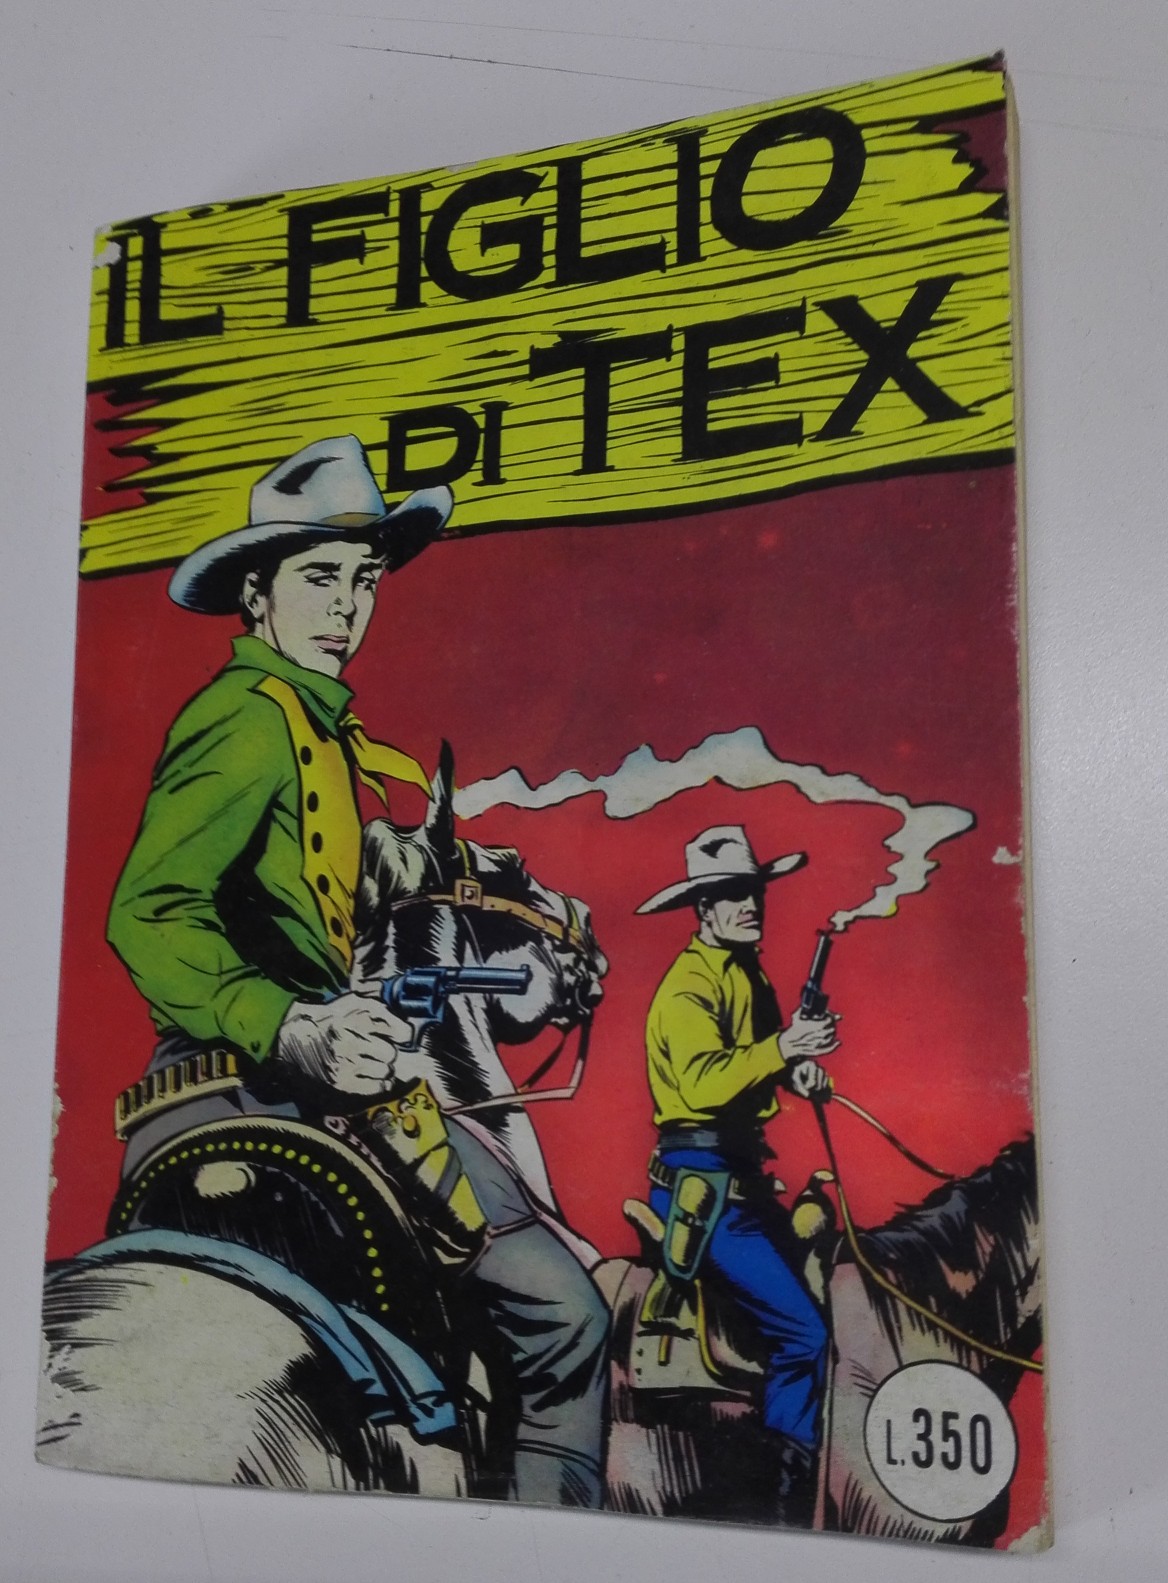 IL FIGLIO
DI TEX
L. 350